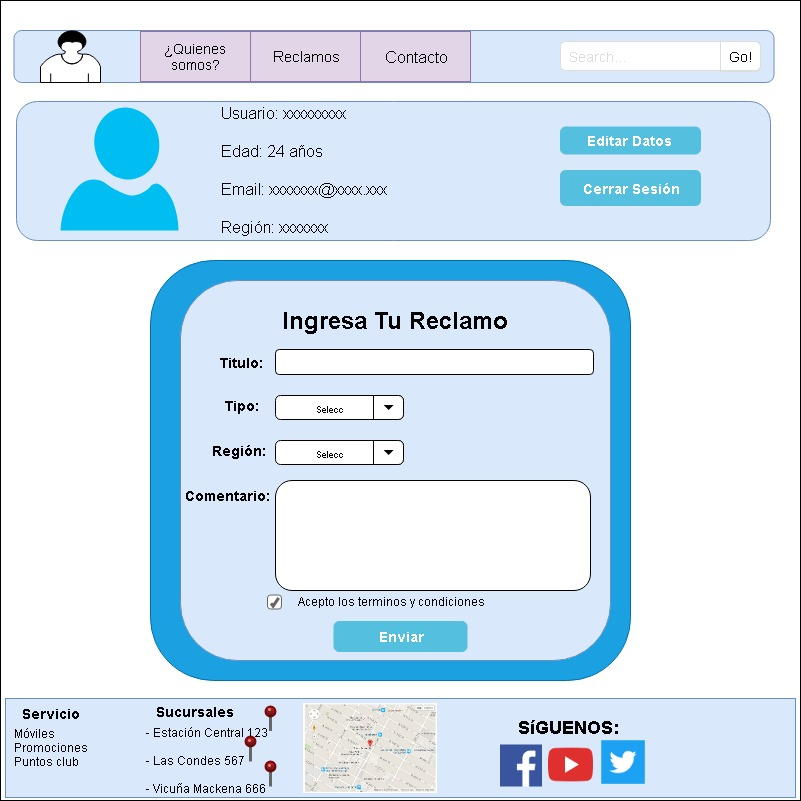 ¿Quienes
somos?
Reclamos
Contacto
Search...
Go!
Usuario: xxxxxxxxx
Edad: 24 años
Email: xxxxxxx@xxxx.xxx
Región: xxxxxxx
Editar Datos
Cerrar Sesión
Ingresa Tu Reclamo
Titulo:
Tipo:
Selecc
Región:
Selecc
Comentario:
Acepto los terminos y condiciones
Enviar
Servicio
Móviles
Promociones
Puntos club
Sucursales
- Estación Central 123
- Las Condes 567
- Vicuña Mackena 666
SÍGUENOS: